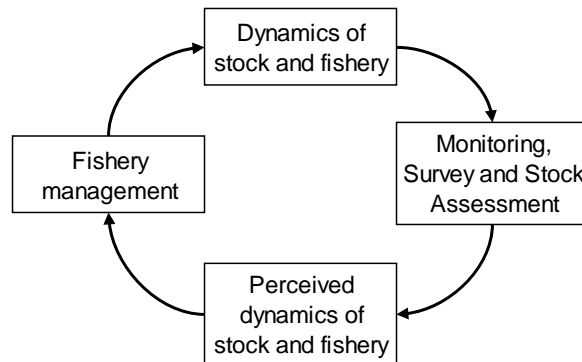 Dynamics of
stock and fishery
Monitoring,
Survey and Stock
Assessment
Perceived
dynamics of
stock and fishery
Fishery
management